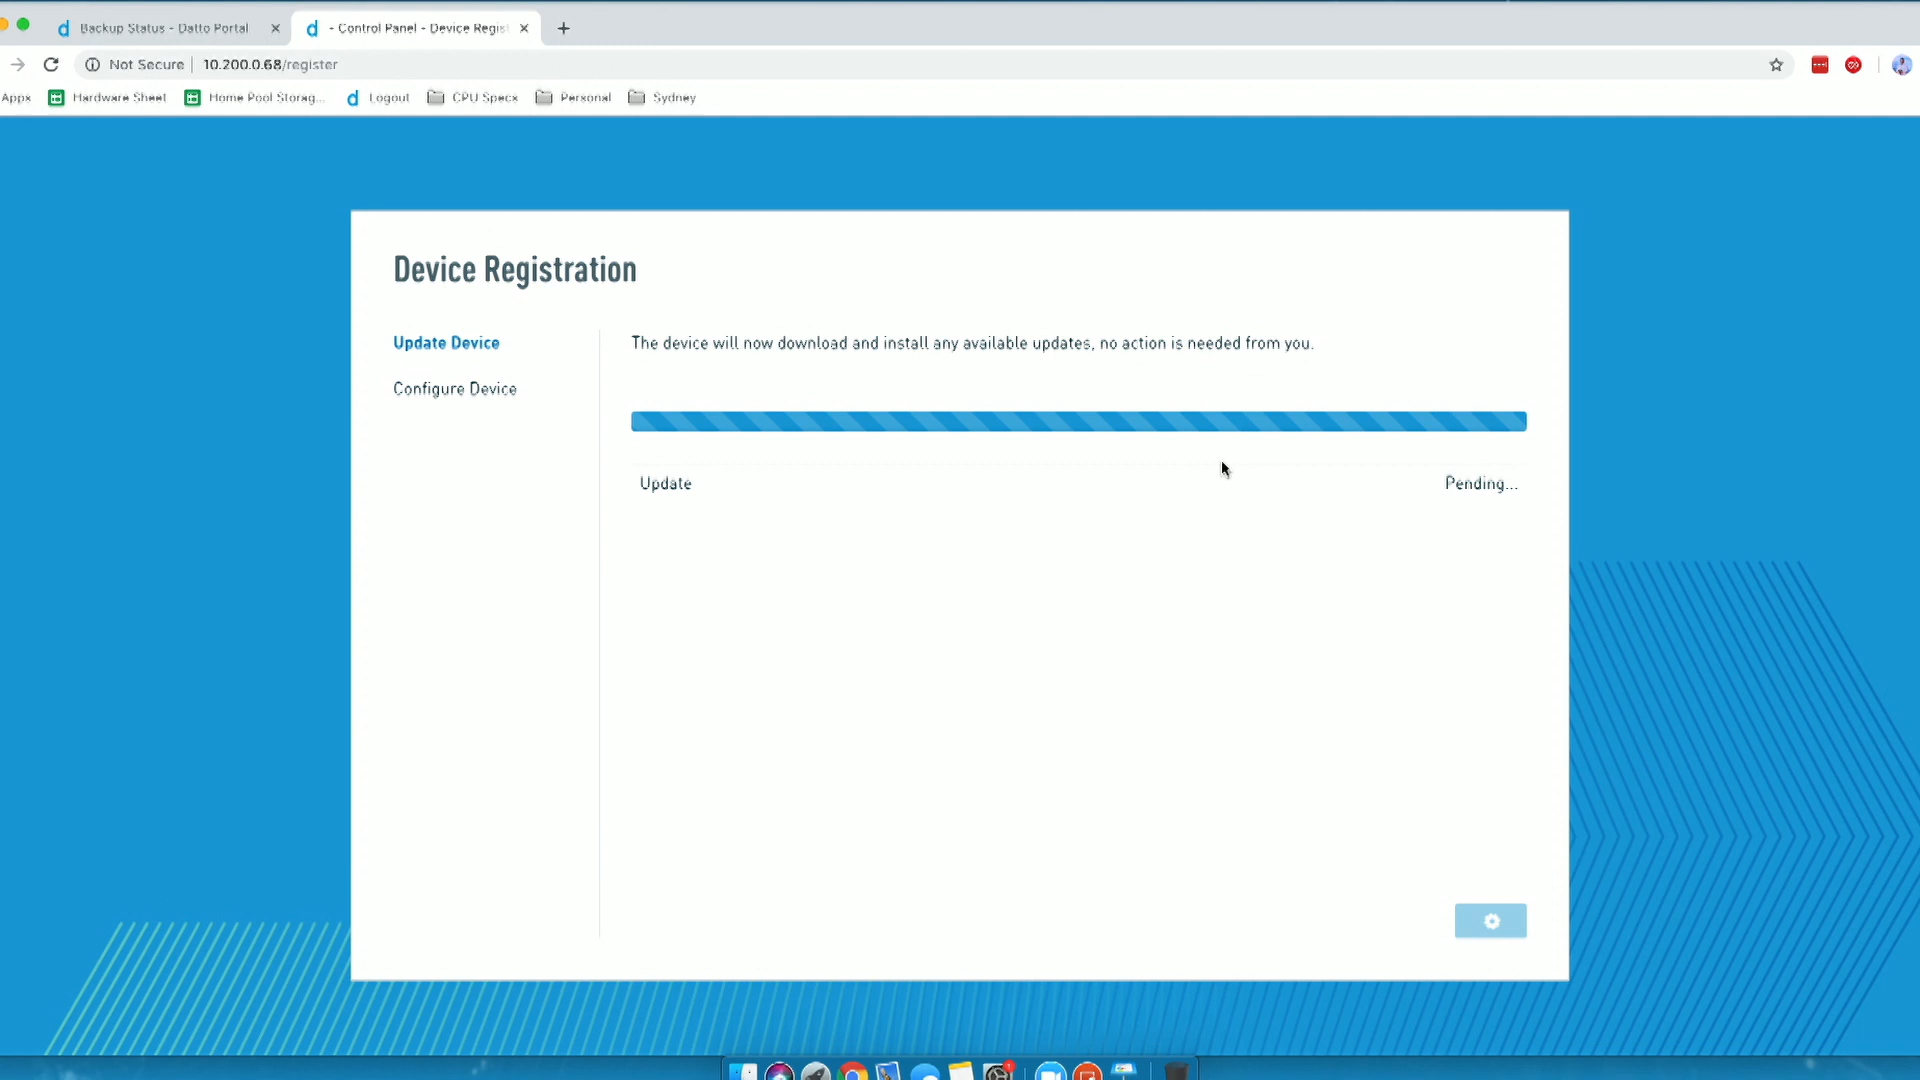 Backup Status - Datto Portal
- Control Panel - Device Regis
Not Secure
10.200.0.68/register
Apps
Hardware Sheet
Home Pool Storag...
Logout
CPU Specs
Personal
Sydney
Device Registration
Update Device
Configure Device
The device will now download and install any available updates, no action is needed from you.
Update
Pending...